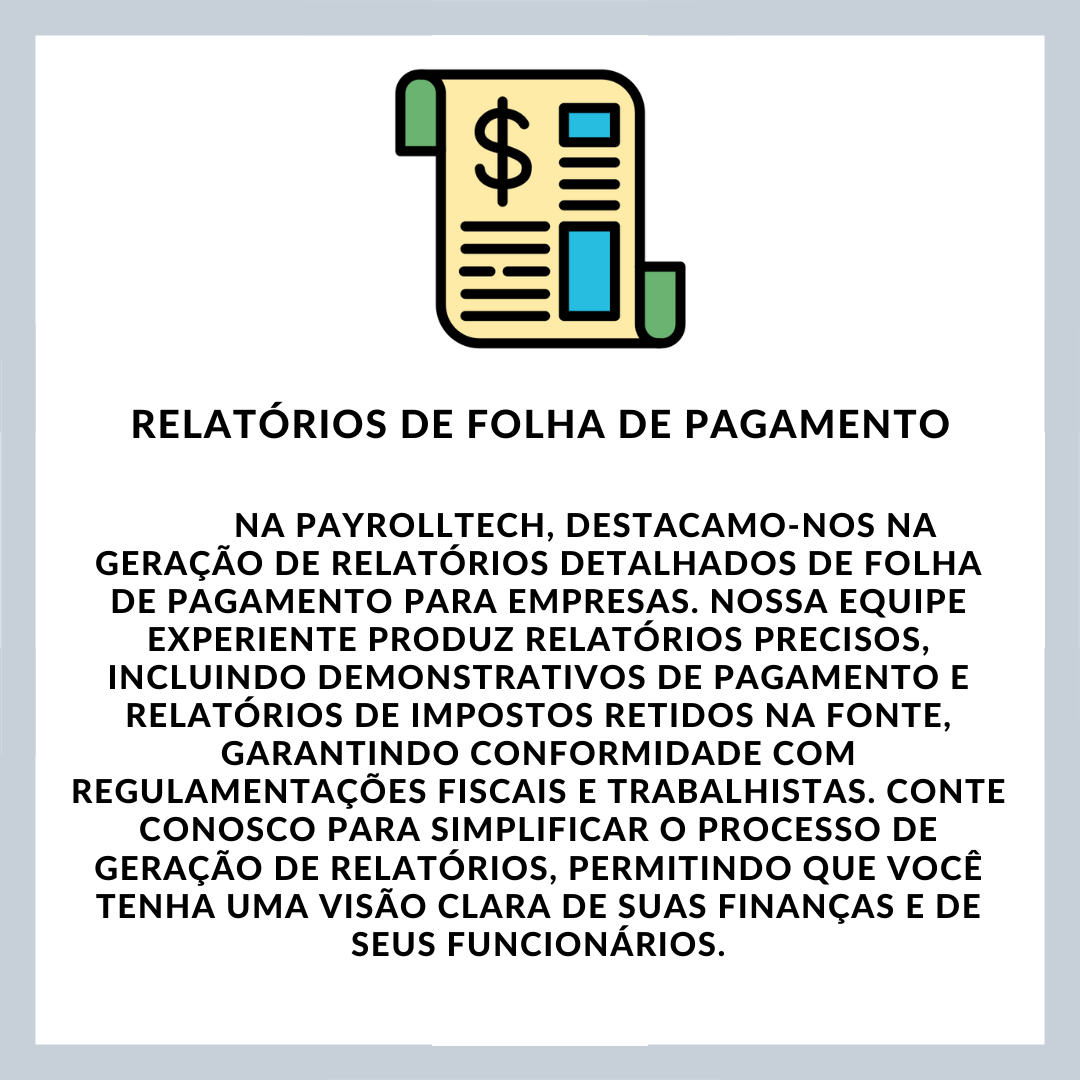 $
RELATÓRIOS DE FOLHA DE PAGAMENTO
NA PAYROLLTECH, DESTACAMO-NOS NA
GERAÇÃO DE RELATÓRIOS DETALHADOS DE FOLHA
DE PAGAMENTO PARA EMPRESAS. NOSSA EQUIPE
EXPERIENTE PRODUZ RELATÓRIOS PRECISOS,
INCLUINDO DEMONSTRATIVOS DE PAGAMENTO E
RELATÓRIOS DE IMPOSTOS RETIDOS NA FONTE,
GARANTINDO CONFORMIDADE COM
REGULAMENTAÇÕES FISCAIS E TRABALHISTAS. CONTE
CONOSCO PARA SIMPLIFICAR O PROCESSO DE
GERAÇÃO DE RELATÓRIOS, PERMITINDO QUE VOCÊ
TENHA UMA VISÃO CLARA DE SUAS FINANÇAS E DE
SEUS FUNCIONÁRIOS.